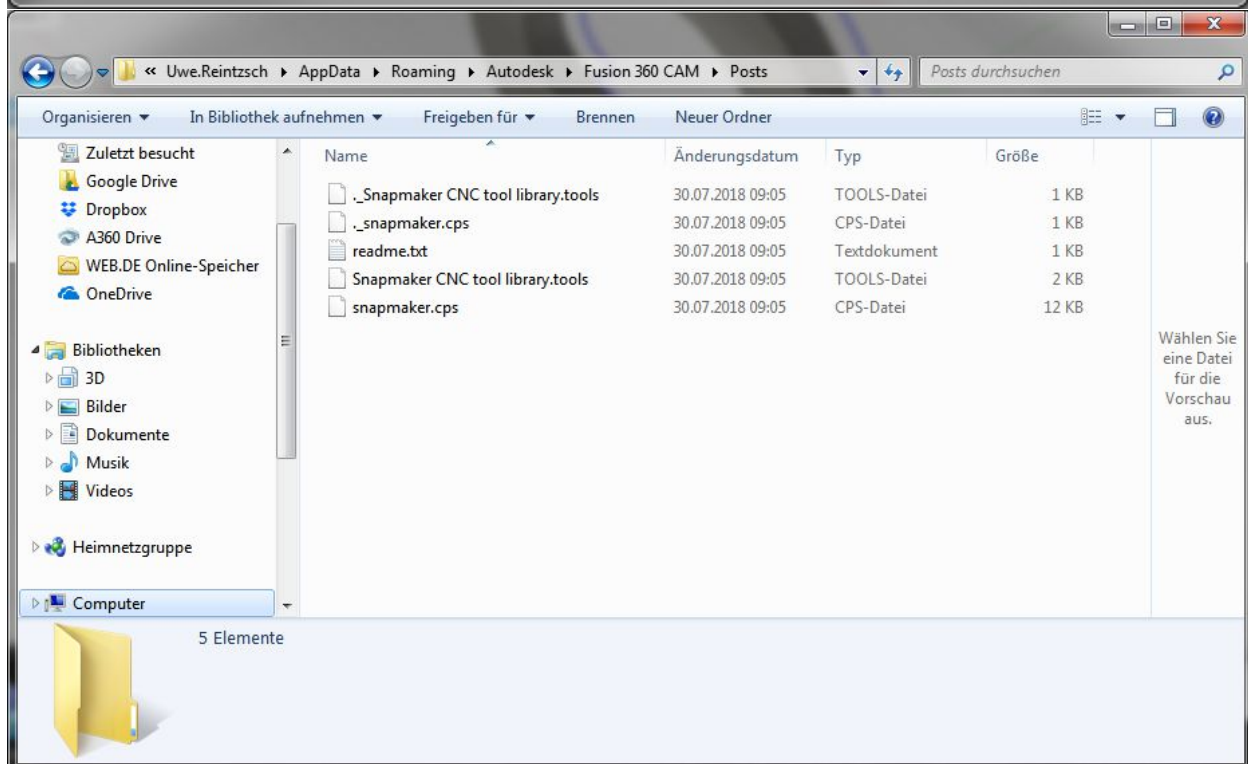 « Uwe.Reintzsch ▸ AppData ▸ Roaming ▸ Autodesk ▸ Fusion 360 CAM ▸ Posts
Posts durchsuchen
Organisieren In Bibliothek aufnehmen Freigeben für Brennen Neuer Ordner
Zuletzt besucht
Google Drive
Dropbox
A360 Drive
WEB.DE Online-Speicher
OneDrive
Bibliotheken
3D
Bilder
Dokumente
Musik
Videos
Heimnetzgruppe
Computer
Name Änderungsdatum Typ Größe
._Snapmaker CNC tool library.tools 30.07.2018 09:05 TOOLS-Datei 1 KB
._snapmaker.cps 30.07.2018 09:05 CPS-Datei 1 KB
readme.txt 30.07.2018 09:05 Textdokument 1 KB
Snapmaker CNC tool library.tools 30.07.2018 09:05 TOOLS-Datei 2 KB
snapmaker.cps 30.07.2018 09:05 CPS-Datei 12 KB
Wählen Sie
eine Datei
für die
Vorschau
aus.
5 Elemente